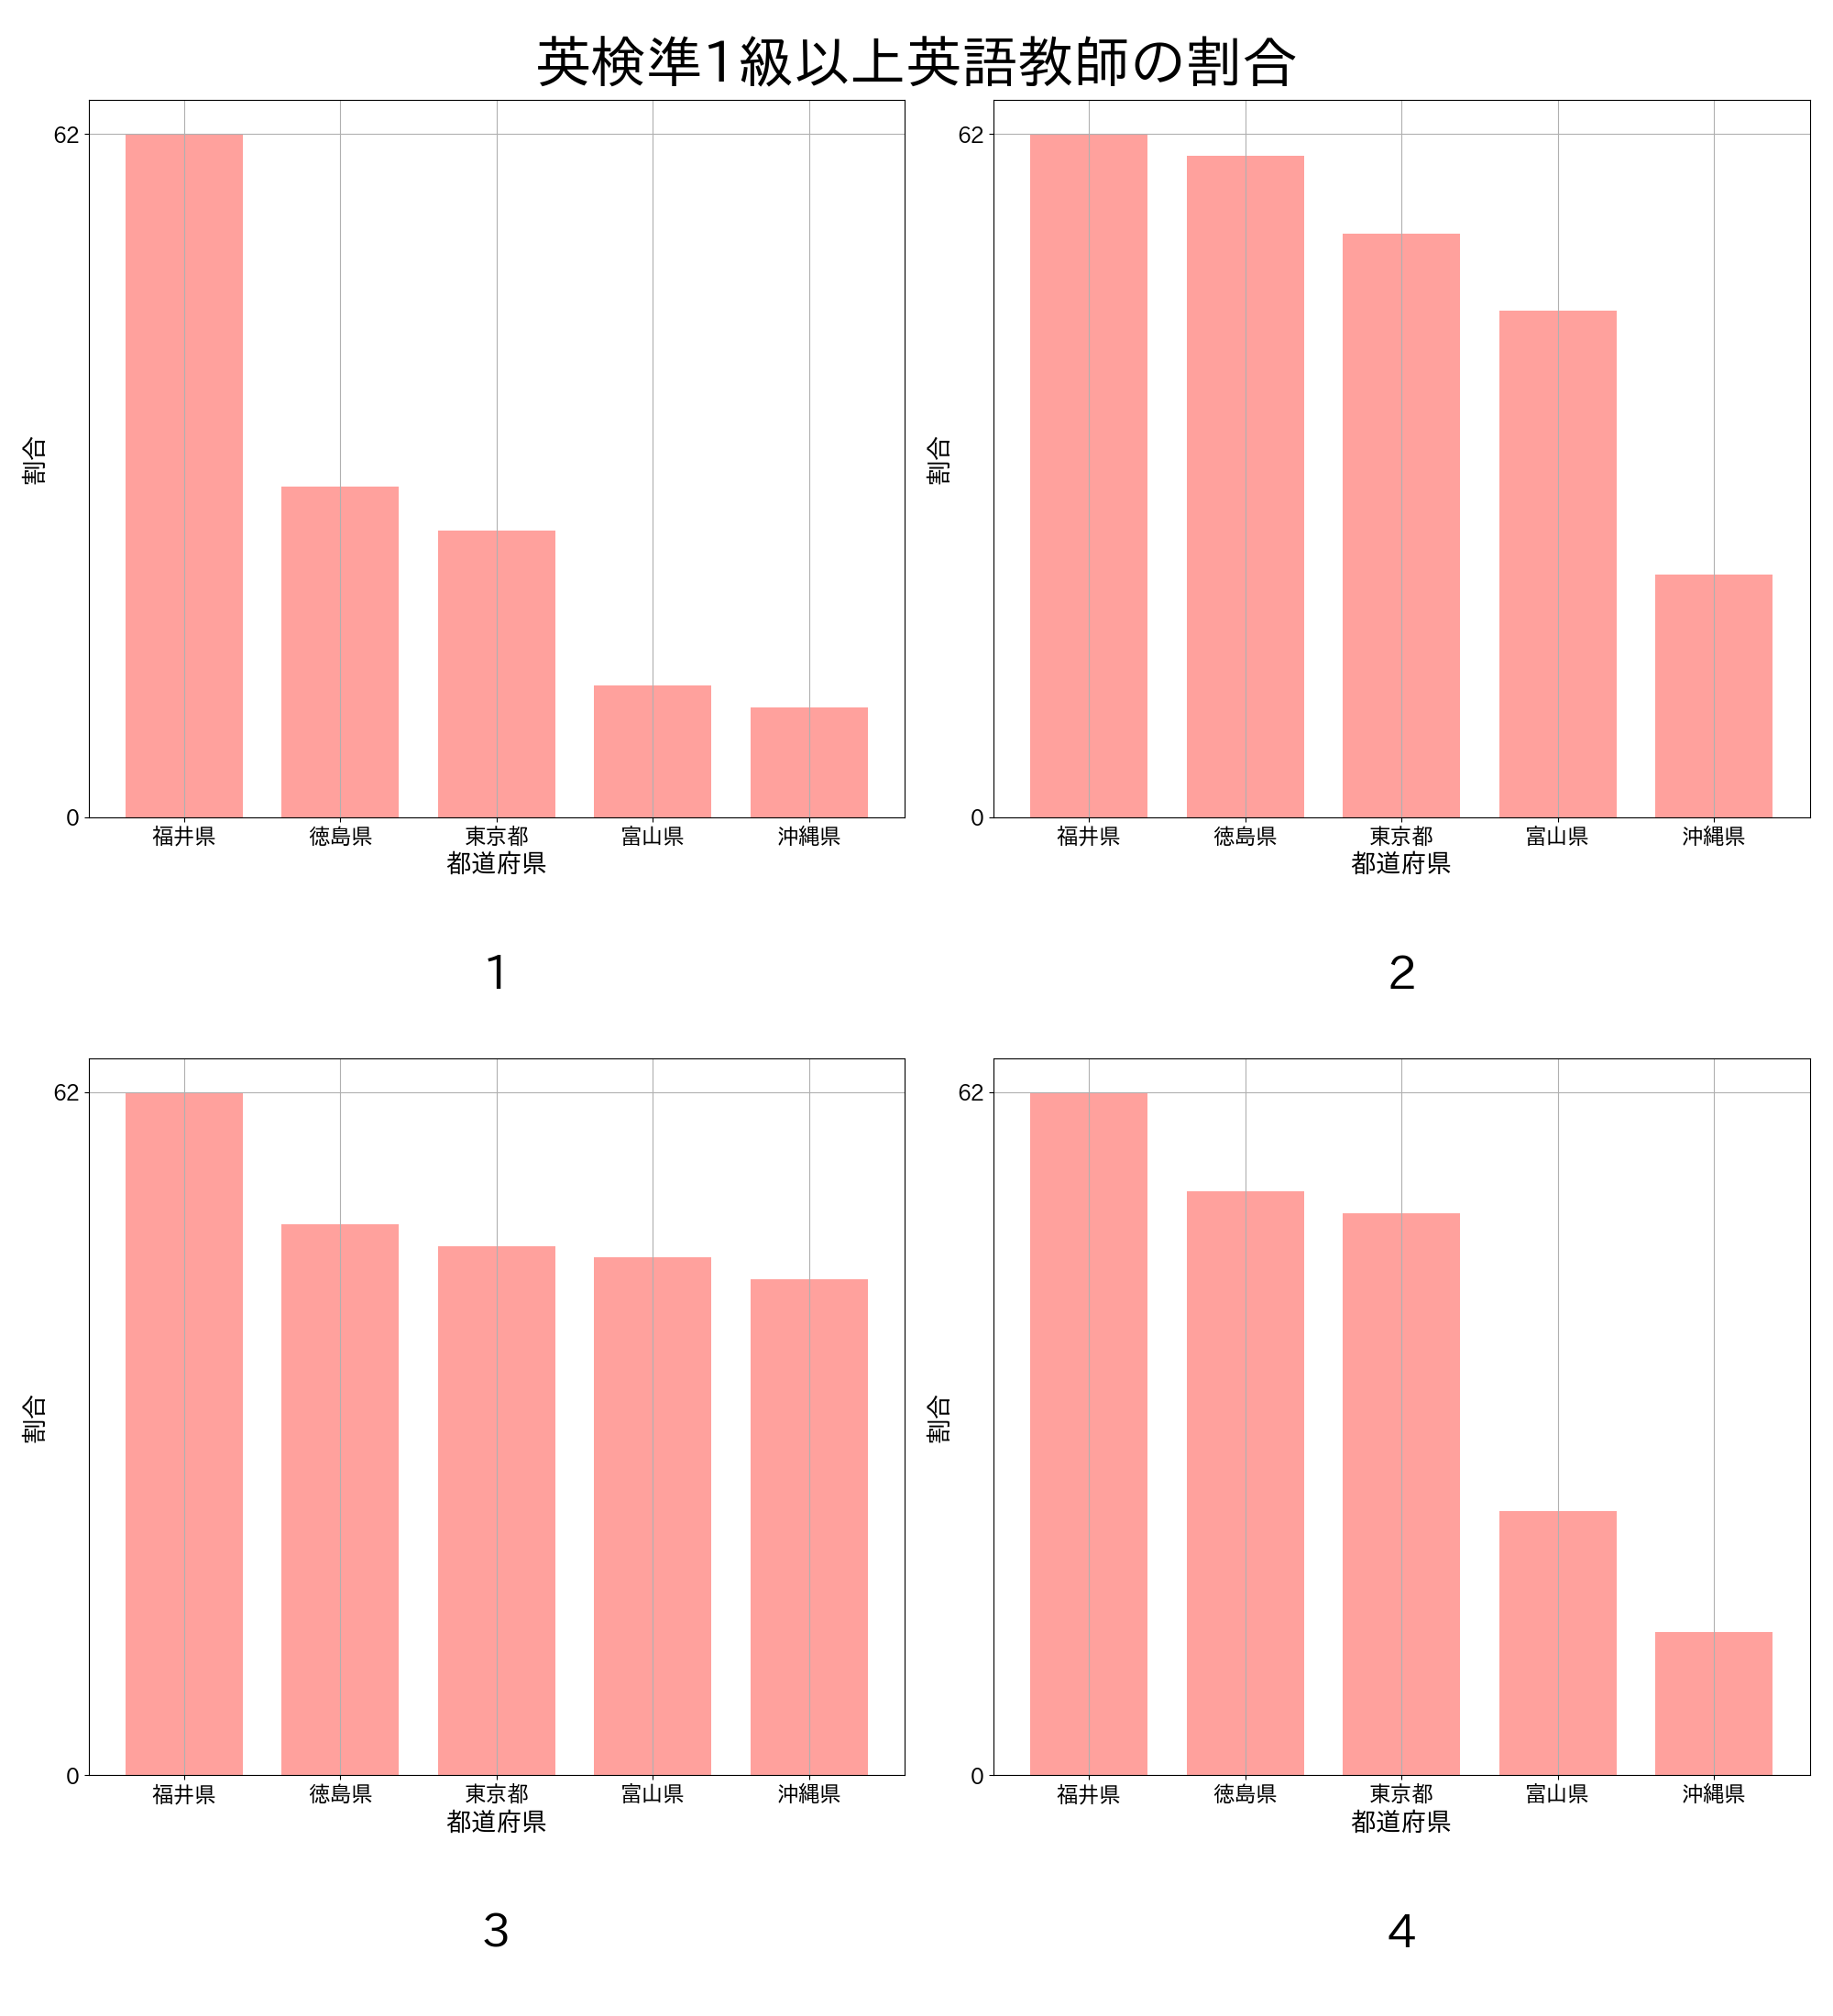 英検準1級以上英語教師の割合
62
割合
0
福井県 徳島県 東京都 富山県 沖縄県
都道府県
1
62
割合
0
福井県 徳島県 東京都 富山県 沖縄県
都道府県
2
62
割合
0
福井県 徳島県 東京都 富山県 沖縄県
都道府県
3
62
割合
0
福井県 徳島県 東京都 富山県 沖縄県
都道府県
4